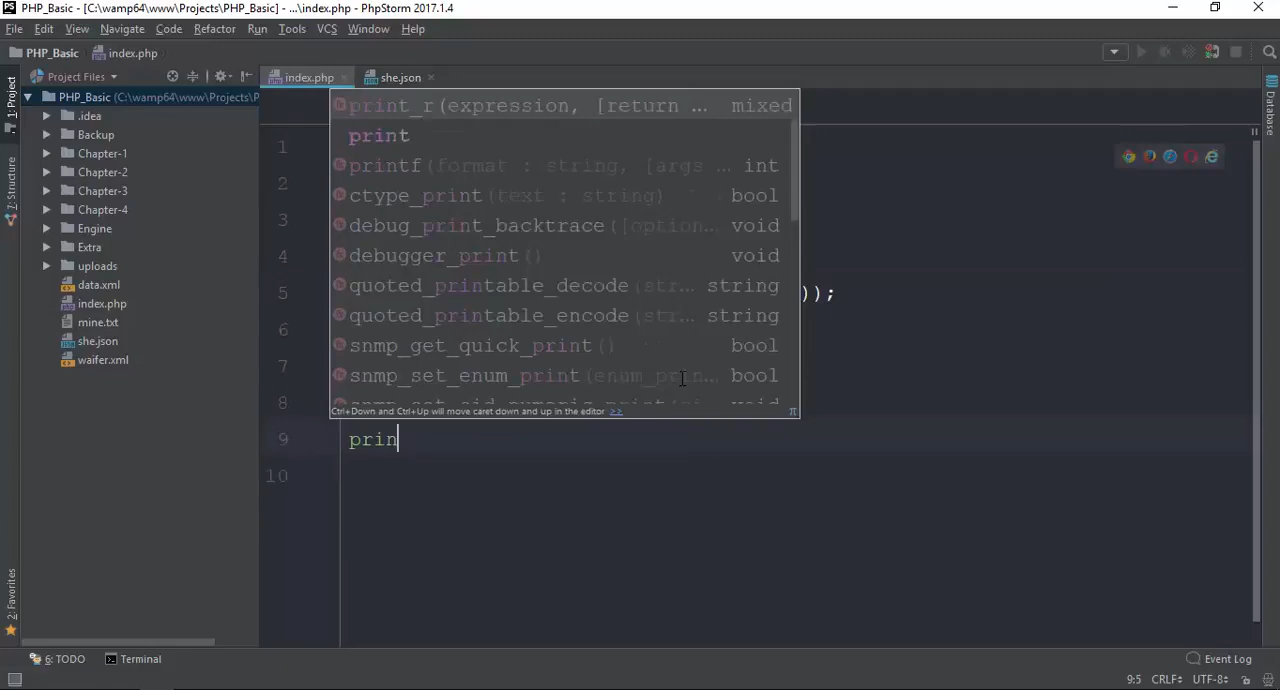 PHP_Basic - [C:\wamp64\www\Projects\PHP_Basic] - ...\index.php - PhpStorm 2017.1.4
File Edit View Navigate Code Refactor Run Tools VCS Window Help
PHP_Basic index.php
1: Project
7: Structure
2: Favorites
Project Files
PHP_Basic (C:\wamp64\www\Projects\P
.idea
Backup
Chapter-1
Chapter-2
Chapter-3
Chapter-4
Engine
Extra
uploads
data.xml
index.php
mine.txt
she.json
waifer.xml
index.php she.json
print_r(expression, [return ... mixed
print
printf(format : string, [args ... int
ctype_print(text : string) bool
debug_print_backtrace([option... void
debugger_print() void
quoted_printable_decode(str... string
quoted_printable_encode(str... string
snmp_get_quick_print() bool
snmp_set_enum_print(enum_prin... bool
Ctrl+Down and Ctrl+Up will move caret down and up in the editor >> π
1
2
3
4
5 ));
6
7
8
9 prin
10
Database
6: TODO Terminal Event Log
9:5 CRLF UTF-8